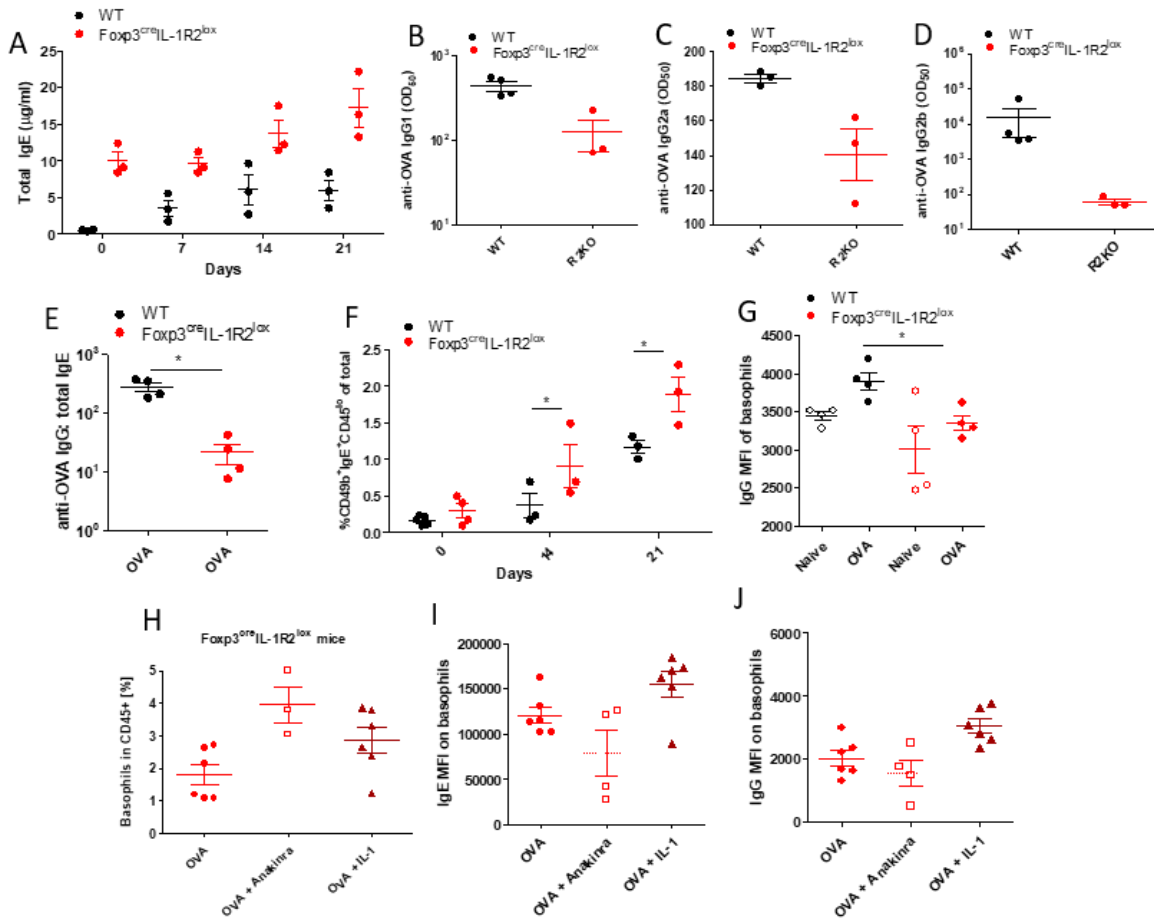 A
WT
Foxp3creIL-1R2lox
Total IgE (µg/ml)
25
20
15
10
5
0
0 7 14 21
Days
B
WT
Foxp3creIL-1R2lox
anti-OVA IgG1 (OD50)
10³
10²
10¹
WT R2KO
C
WT
Foxp3creIL-1R2lox
anti-OVA IgG2a (OD50)
200
180
160
140
120
100
WT R2KO
D
WT
Foxp3creIL-1R2lox
anti-OVA IgG2b (OD50)
10⁶
10⁵
10⁴
10³
10²
10¹
WT R2KO
E
WT
Foxp3creIL-1R2lox
anti-OVA IgG: total IgE
10³
10²
10¹
10⁰
*
OVA OVA
F
WT
Foxp3creIL-1R2lox
%CD49b+IgE+CD45lo of total
2.5
2.0
1.5
1.0
0.5
0.0
* *
0 14 21
Days
G
WT
Foxp3creIL-1R2lox
IgG MFI of basophils
4500
4000
3500
3000
2500
2000
*
Naive OVA Naive OVA
H
Foxp3creIL-1R2lox mice
Basophils in CD45+ [%]
5
4
3
2
1
0
OVA OVA + Anakinra OVA + IL-1
I
IgE MFI on basophils
200000
150000
100000
50000
0
OVA OVA + Anakinra OVA + IL-1
J
IgG MFI on basophils
6000
4000
2000
0
OVA OVA + Anakinra OVA + IL-1